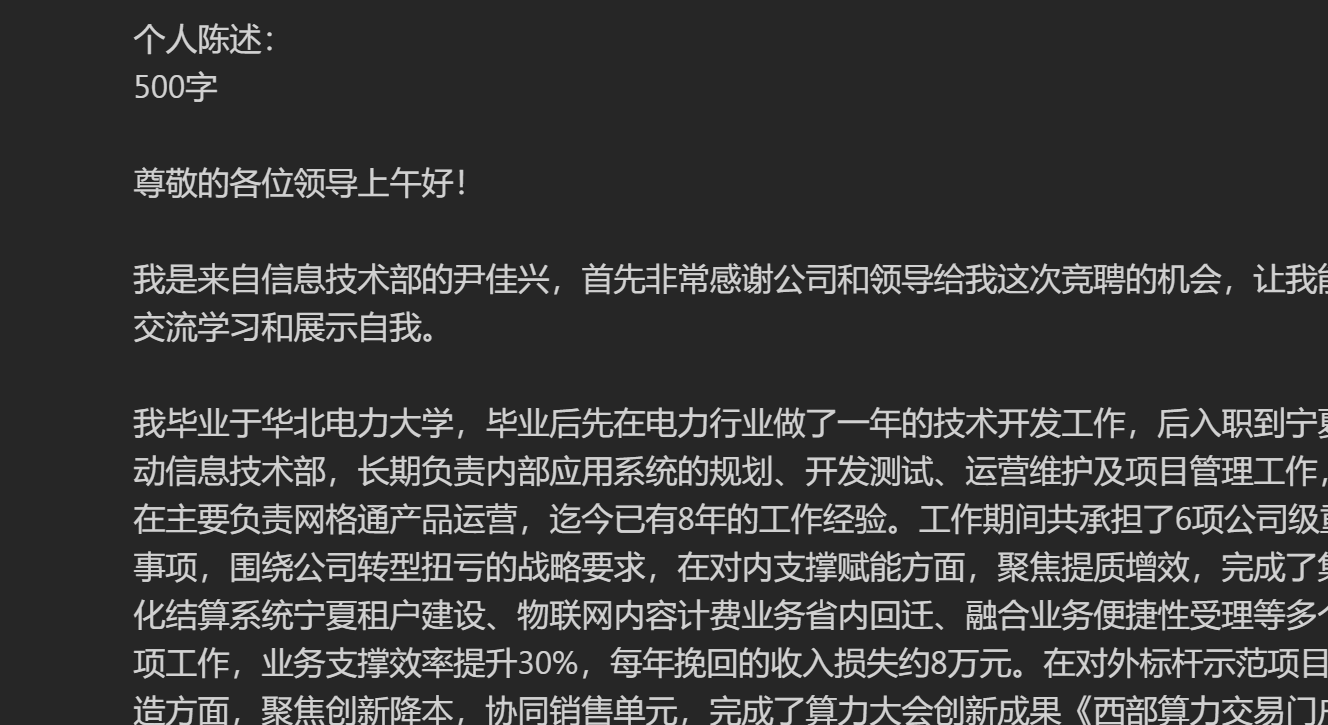 个人陈述：
500字
尊敬的各位领导上午好！
我是来自信息技术部的尹佳兴，首先非常感谢公司和领导给我这次竞聘的机会，让我
交流学习和展示自我。
我毕业于华北电力大学，毕业后先在电力行业做了一年的技术开发工作，后入职到宁
动信息技术部，长期负责内部应用系统的规划、开发测试、运营维护及项目管理工作，
在主要负责网格通产品运营，迄今已有8年的工作经验。工作期间共承担了6项公司级
事项，围绕公司转型扭亏的战略要求，在对内支撑赋能方面，聚焦提质增效，完成了
化结算系统宁夏租户建设、物联网内容计费业务省内回迁、融合业务便捷性受理等多
项工作，业务支撑效率提升30%，每年挽回的收入损失约8万元。在对外标杆示范项目
造方面，聚焦创新降本，协同销售单元，完成了算力大会创新成果《西部算力交易门